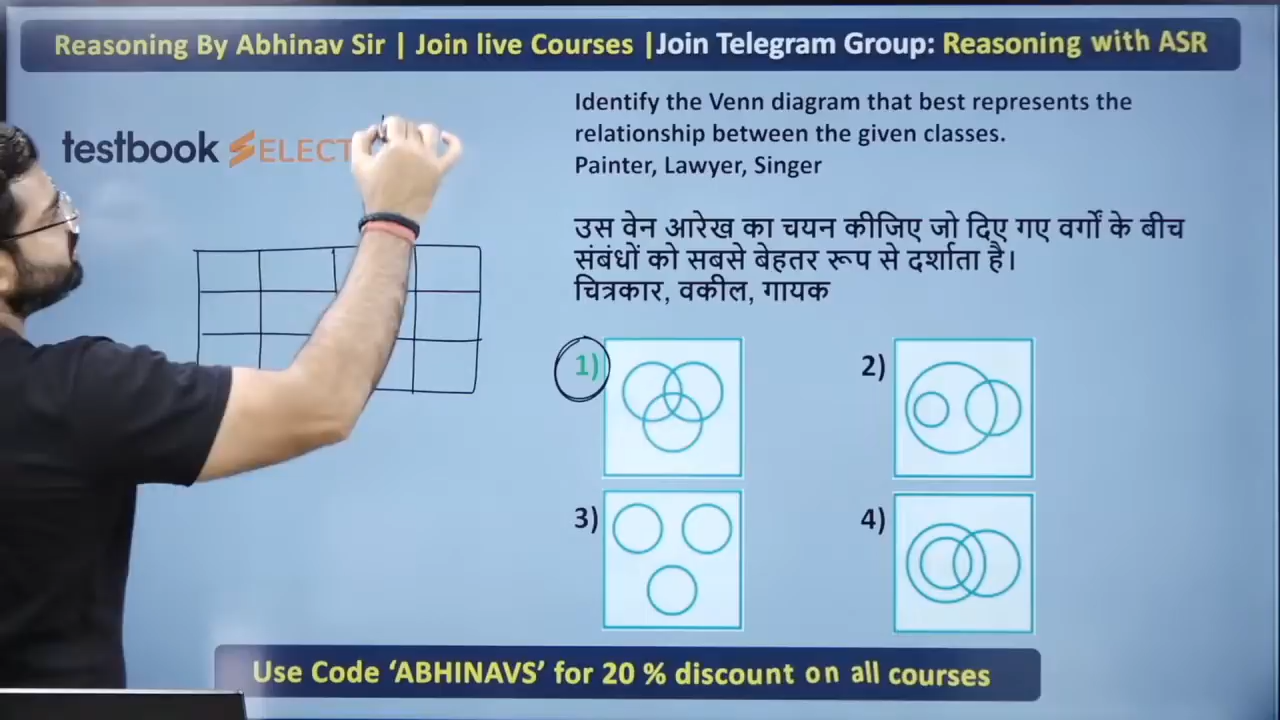 Reasoning By Abhinav Sir | Join live Courses |Join Telegram Group: Reasoning with ASR
testbook SELECT
Identify the Venn diagram that best represents the
relationship between the given classes.
Painter, Lawyer, Singer
उस वेन आरेख का चयन कीजिए जो दिए गए वर्गों के बीच
संबंधों को सबसे बेहतर रूप से दर्शाता है।
चित्रकार, वकील, गायक
1)
2)
3)
4)
Use Code ‘ABHINAVS’ for 20 % discount on all courses